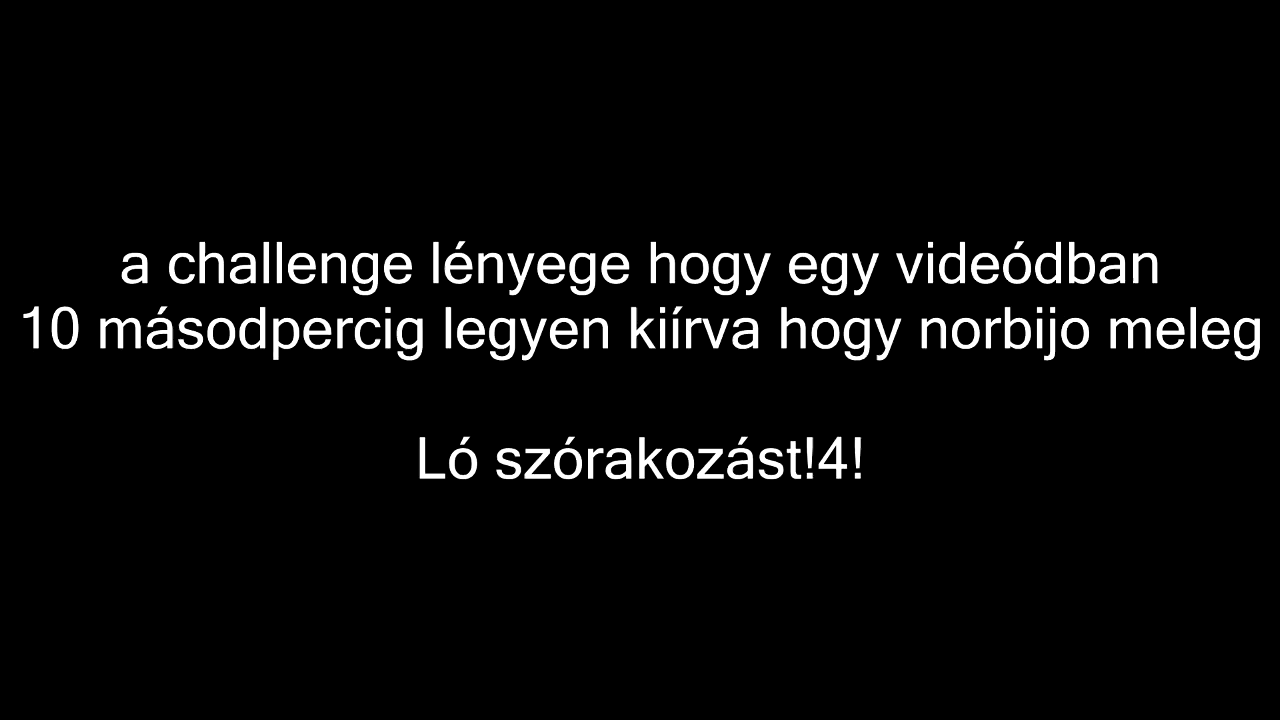 a challenge lényege hogy egy videódban
10 másodpercig legyen kiírva hogy norbijo meleg
Ló szórakozást!4!